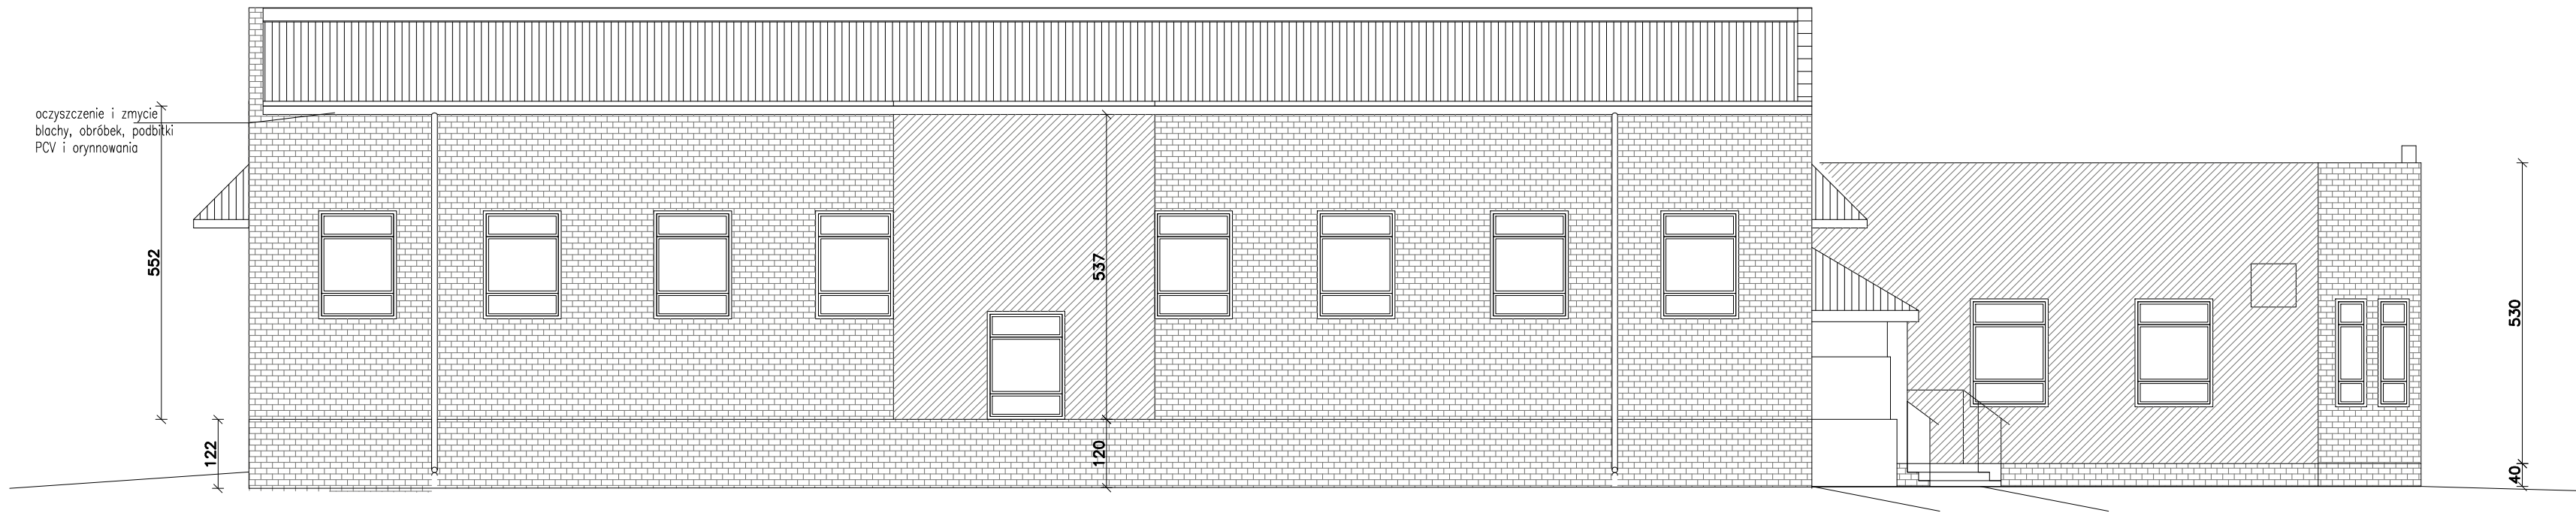 oczyszczenie i zmycie
blachy, obróbek, podbitki
PCV i orynnowania
552
122
537
120
530
40